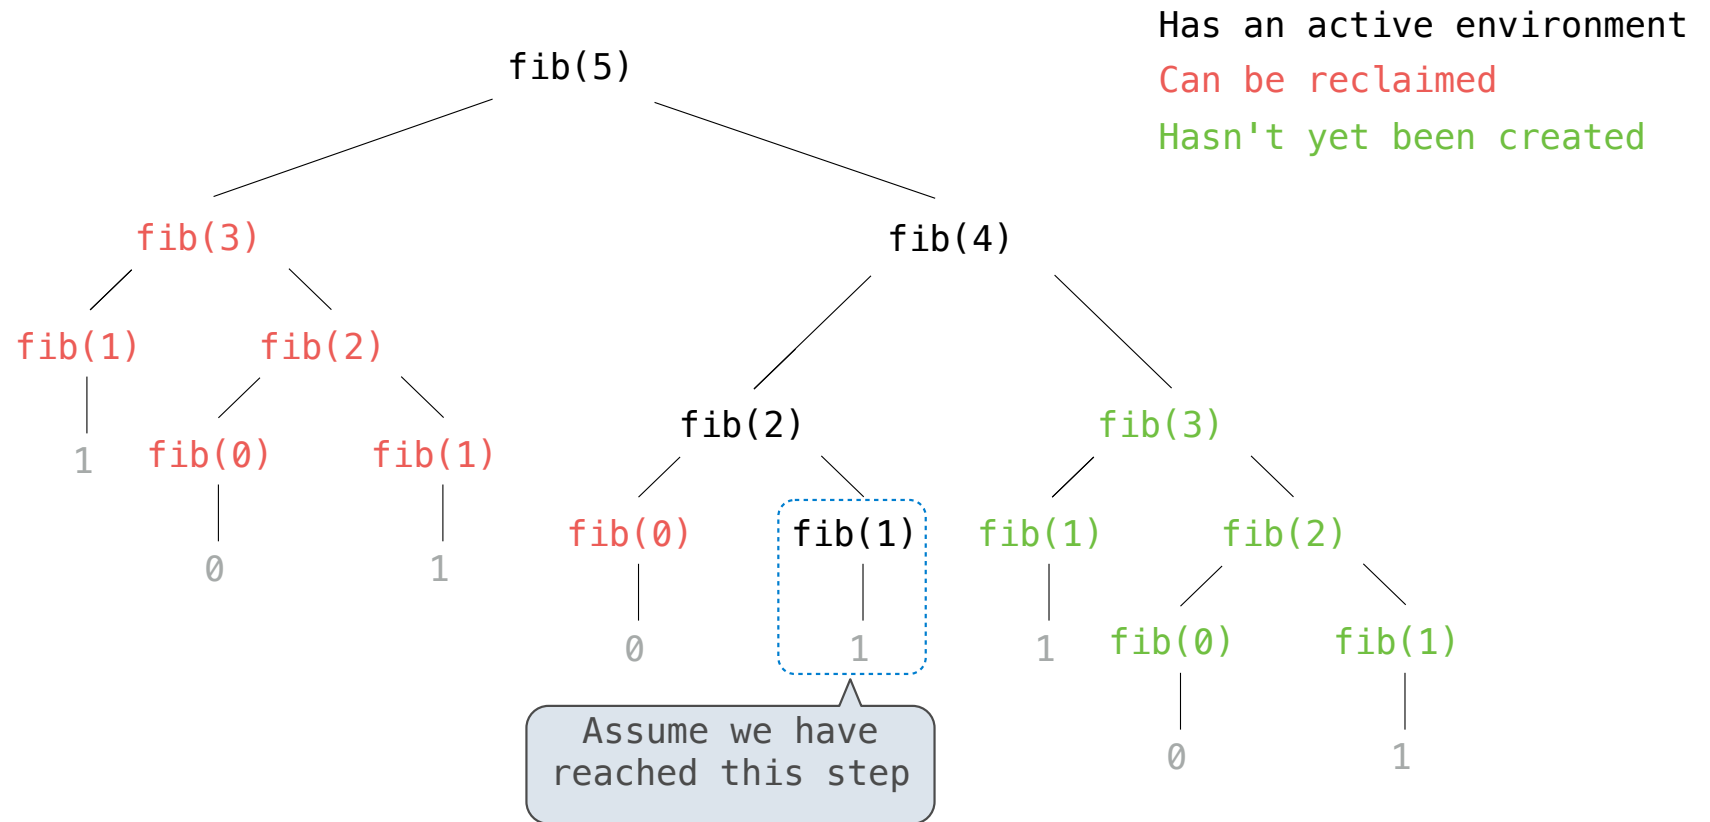 Has an active environment
fib(5)
Can be reclaimed
Hasn't yet been created
fib(3)
fib(4)
fib(1)
fib(2)
fib(2)
fib(3)
1
fib(0)
fib(1)
fib(0)
fib(1)
fib(1)
fib(2)
0
1
0
1
1
fib(0)
fib(1)
Assume we have
reached this step
0
1